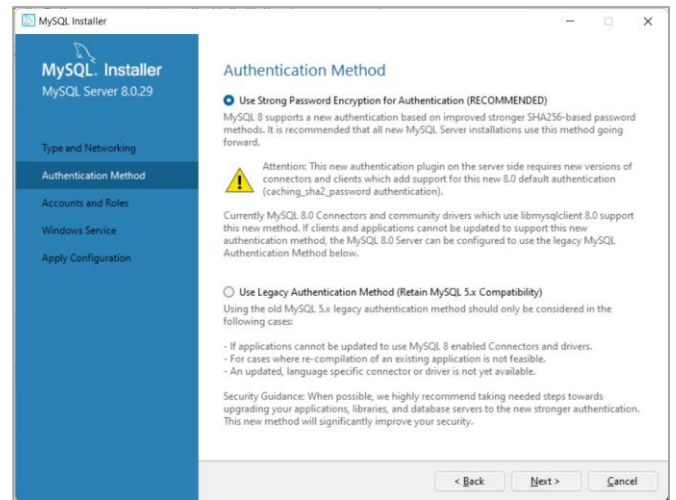 MySQL Installer
MySQL. Installer
MySQL Server 8.0.29
Type and Networking
Authentication Method
Accounts and Roles
Windows Service
Apply Configuration
Authentication Method
Use Strong Password Encryption for Authentication (RECOMMENDED)
MySQL 8 supports a new authentication based on improved stronger SHA256-based password
methods. It is recommended that all new MySQL Server installations use this method going
forward.
Attention: This new authentication plugin on the server side requires new versions of
connectors and clients which add support for this new 8.0 default authentication
(caching_sha2_password authentication).
Currently MySQL 8.0 Connectors and community drivers which use libmysqlclient 8.0 support
this new method. If clients and applications cannot be updated to support this new
authentication method, the MySQL 8.0 Server can be configured to use the legacy MySQL
Authentication Method below.
Use Legacy Authentication Method (Retain MySQL 5.x Compatibility)
Using the old MySQL 5.x legacy authentication method should only be considered in the
following cases:
- If applications cannot be updated to use MySQL 8 enabled Connectors and drivers.
- For cases where re-compilation of an existing application is not feasible.
- An updated, language specific connector or driver is not yet available.
Security Guidance: When possible, we highly recommend taking needed steps towards
upgrading your applications, libraries, and database servers to the new stronger authentication.
This new method will significantly improve your security.
< Back
Next >
Cancel